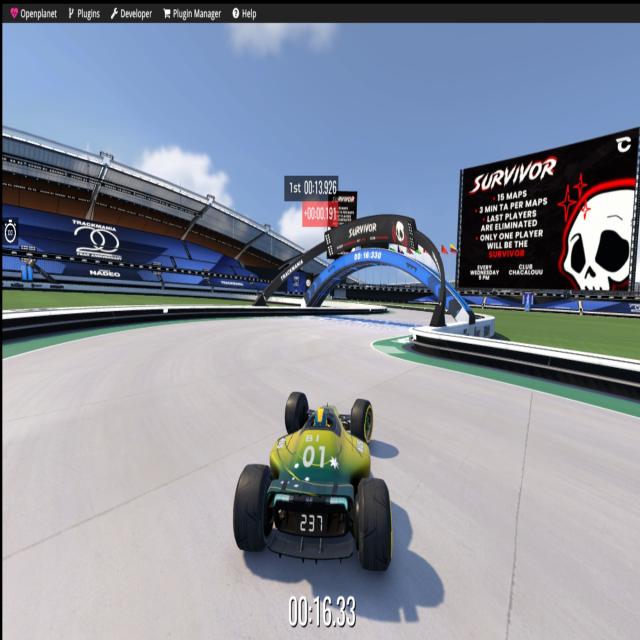 Openplanet Plugins Developer Plugin Manager Help
1st 00:13.926
+00:00.191
SURVIVOR
00:16.330
TRACKMANIA
20
NADEO
SURVIVOR
15 MAPS
3 MIN TA PER MAPS
LAST PLAYERS
ARE ELIMINATED
ONLY ONE PLAYER
WILL BE THE
SURVIVOR
EVERY
WEDNESDAY
9 PM
CLUB
CHACALOUU
01
237
00:16.33